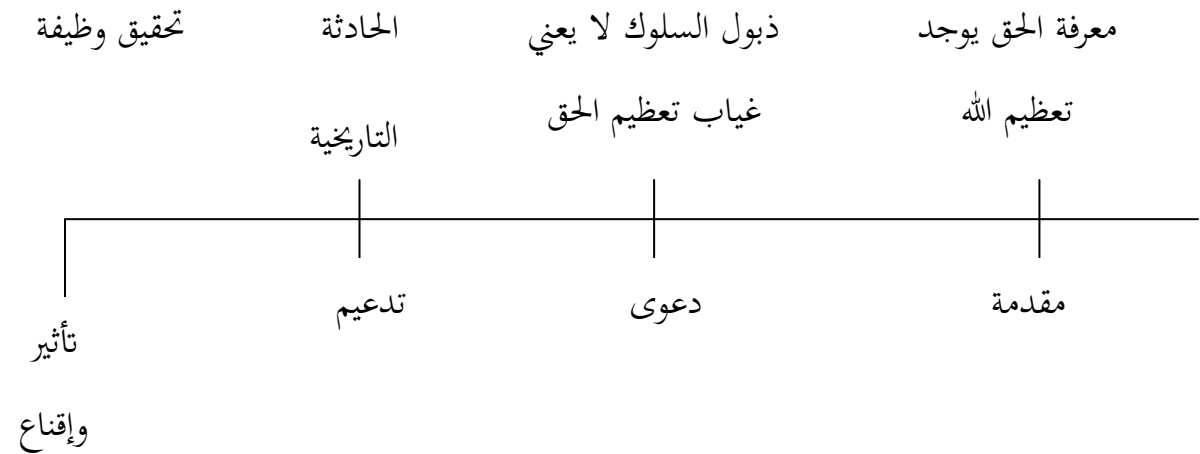 معرفة الحق يوجد
تعظيم الله
ذبول السلوك لا يعني
غياب تعظيم الحق
الحادثة
التاريخية
تحقيق وظيفة
مقدمة
دعوى
تدعيم
تأثير
وإقناع